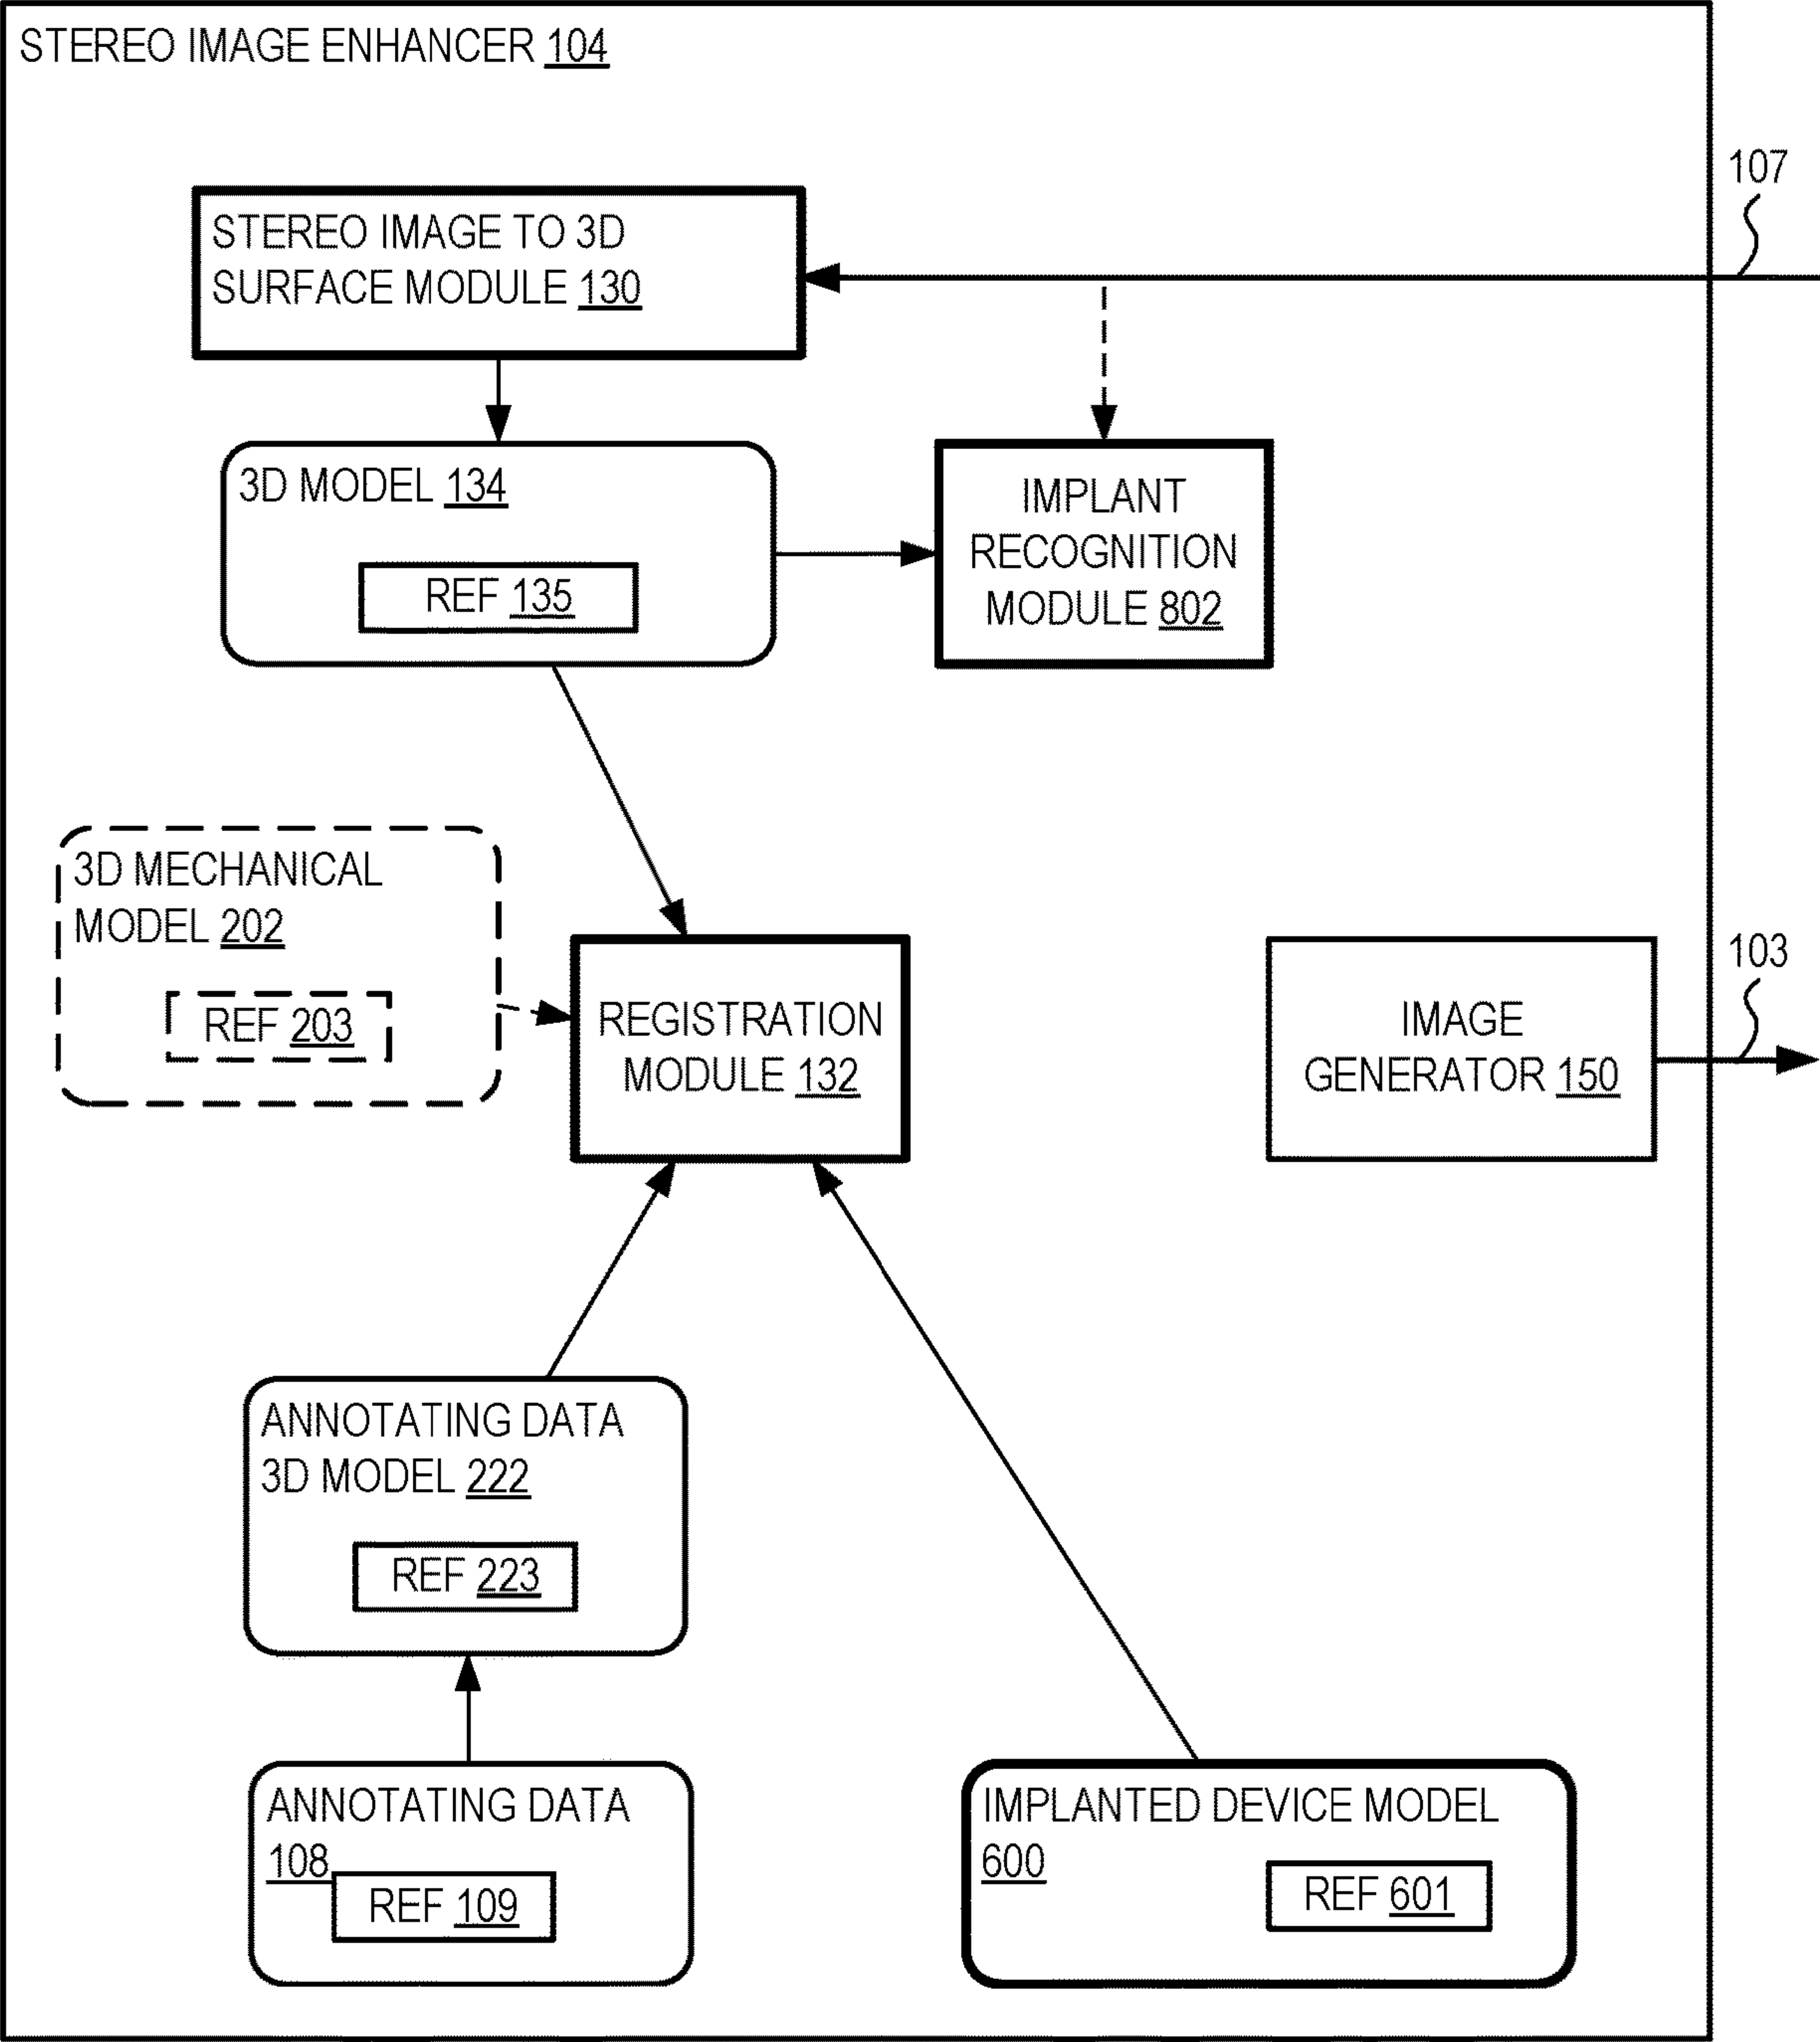 STEREO IMAGE ENHANCER 104
107
STEREO IMAGE TO 3D
SURFACE MODULE 130
3D MODEL 134
REF 135
IMPLANT
RECOGNITION
MODULE 802
3D MECHANICAL
MODEL 202
REF 203
REGISTRATION
MODULE 132
IMAGE
GENERATOR 150
103
ANNOTATING DATA
3D MODEL 222
REF 223
ANNOTATING DATA
108
REF 109
IMPLANTED DEVICE MODEL
600
REF 601